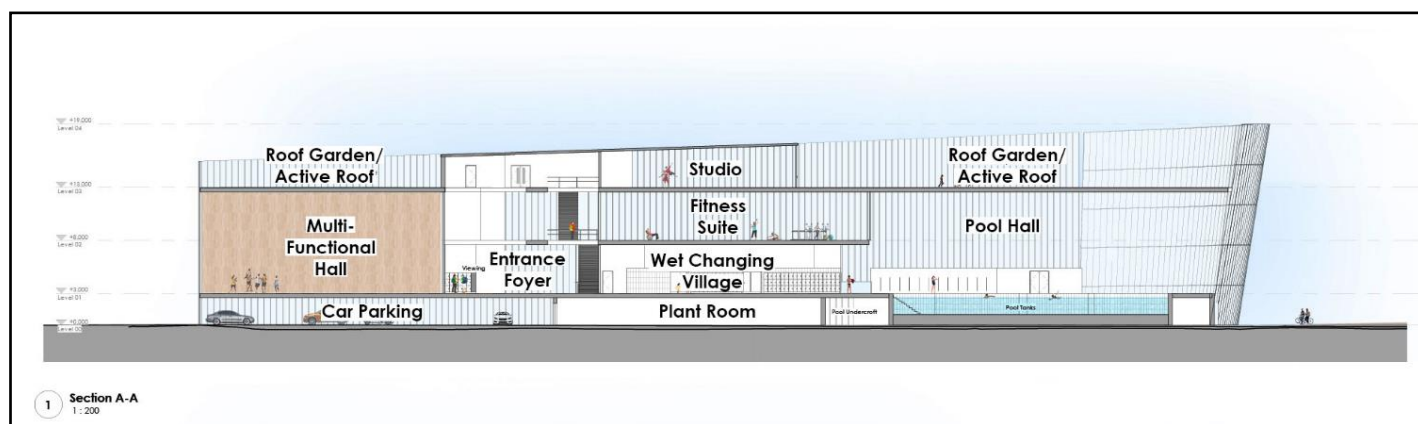 +19,000
Level 04
Roof Garden/
Active Roof
Studio
Roof Garden/
Active Roof
+13,000
Level 03
Multi-
Functional
Hall
Fitness
Suite
Pool Hall
+8,000
Level 02
Viewing
Entrance
Foyer
Wet Changing
Village
+3,000
Level 01
Car Parking
Plant Room
Pool Undercroft
Pool Tanks
+0,000
Level 00
1
Section A-A
1 : 200